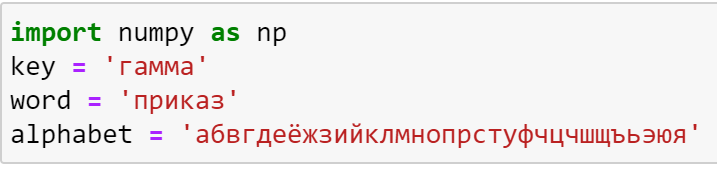 import numpy as np
key = 'гамма'
word = 'приказ'
alphabet = 'абвгдеёжзийклмнопрстуфчцчшщъьэюя'